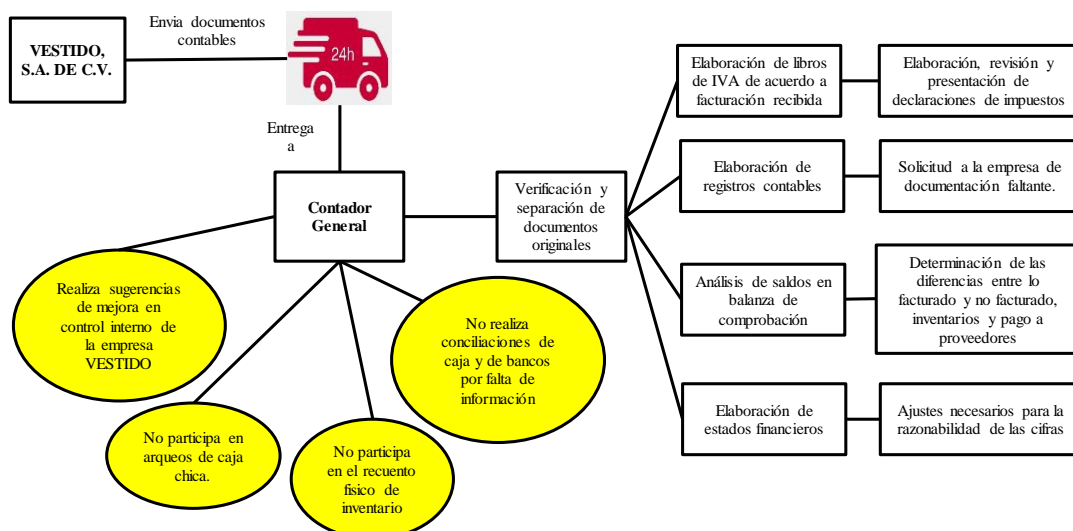 VESTIDO,
S.A. DE C.V.
Envia documentos
contables
24h
Entrega
a
Contador
General
Verificación y
separación de
documentos
originales
Elaboración de libros
de IVA de acuerdo a
facturación recibida
Elaboración, revisión y
presentación de
declaraciones de impuestos
Elaboración de
registros contables
Solicitud a la empresa de
documentación faltante.
Análisis de saldos en
balanza de
comprobación
Determinación de las
diferencias entre lo
facturado y no facturado,
inventarios y pago a
proveedores
Elaboración de
estados financieros
Ajustes necesarios para la
razonabilidad de las cifras
Realiza sugerencias
de mejora en
control interno de
la empresa
VESTIDO
No participa en
arqueos de caja
chica.
No participa
en el recuento
fisico de
inventario
No realiza
conciliaciones de
caja y de bancos
por falta de
información